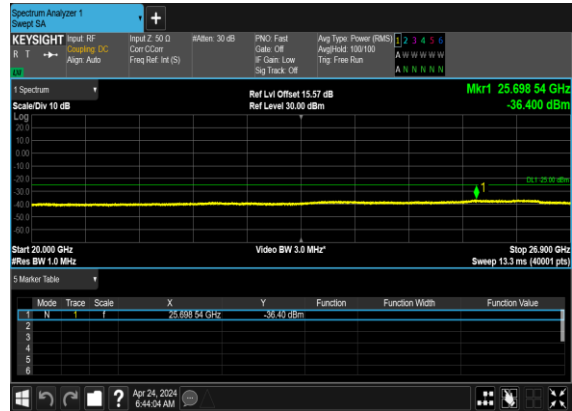 Spectrum Analyzer 1
Swept SA
+
KEYSIGHT Input: RF Input Z: 50 Ω #Atten: 30 dB PNO: Fast Avg Type: Power (RMS) 1 2 3 4 5 6
R T Coupling: DC Corr CCorr Gate: Off Avg|Hold: 100/100 A W W W W W
Align: Auto Freq Ref: Int (S) IF Gain: Low Trig: Free Run
LW Sig Track: Off A N N N N N
1 Spectrum Ref Lvl Offset 15.57 dB Mkr1 25.698 54 GHz
Scale/Div 10 dB Ref Level 30.00 dBm -36.400 dBm
Log
20.0
10.0
0.00
-10.0
-20.0 DL1 -25.00 dBm
-30.0 1
-40.0
-50.0
-60.0
Start 20.000 GHz Video BW 3.0 MHz* Stop 26.900 GHz
#Res BW 1.0 MHz Sweep 13.3 ms (40001 pts)
5 Marker Table
Mode Trace Scale X Y Function Function Width Function Value
1 N 1 f 25.698 54 GHz -36.40 dBm
2
3
4
5
6
? Apr 24, 2024
6:44:04 AM